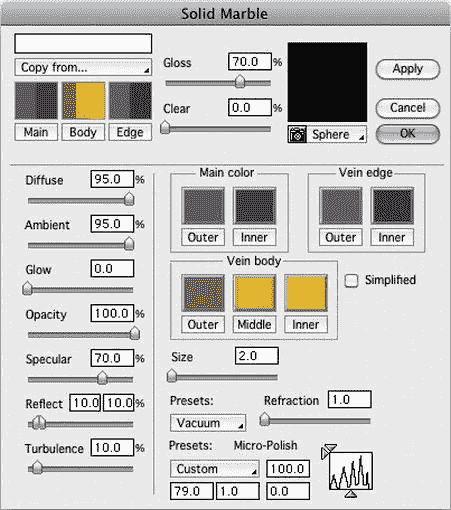 Solid Marble
Copy from...
Main Body Edge
Gloss 70.0 %
Clear 0.0 %
Sphere
Apply
Cancel
OK
Diffuse 95.0 %
Ambient 95.0 %
Glow 0.0
Opacity 100.0 %
Specular 70.0 %
Reflect 10.0 10.0 %
Turbulence 10.0 %
Main color
Outer Inner
Vein edge
Outer Inner
Vein body
Outer Middle Inner
Simplified
Size 2.0
Presets: Refraction 1.0
Vacuum
Presets: Micro-Polish
Custom 100.0
79.0 1.0 0.0